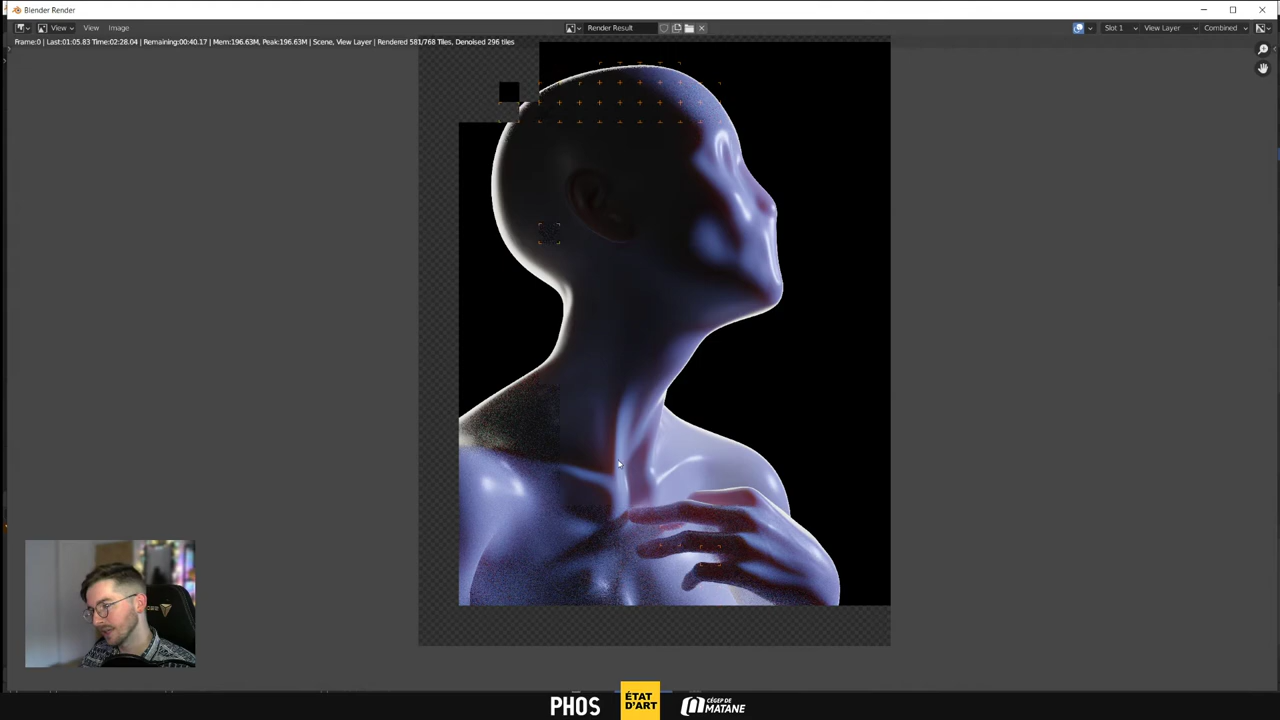 Blender Render
View View Image Render Result Slot 1 View Layer Combined
Frame:0 | Last:01:05.83 Time:02:28.04 | Remaining:00:40.17 | Mem:196.63M, Peak:196.63M | Scene, View Layer | Rendered 581/768 Tiles, Denoised 296 tiles
PHOS ÉTAT D'ART CÉGEP DE MATANE